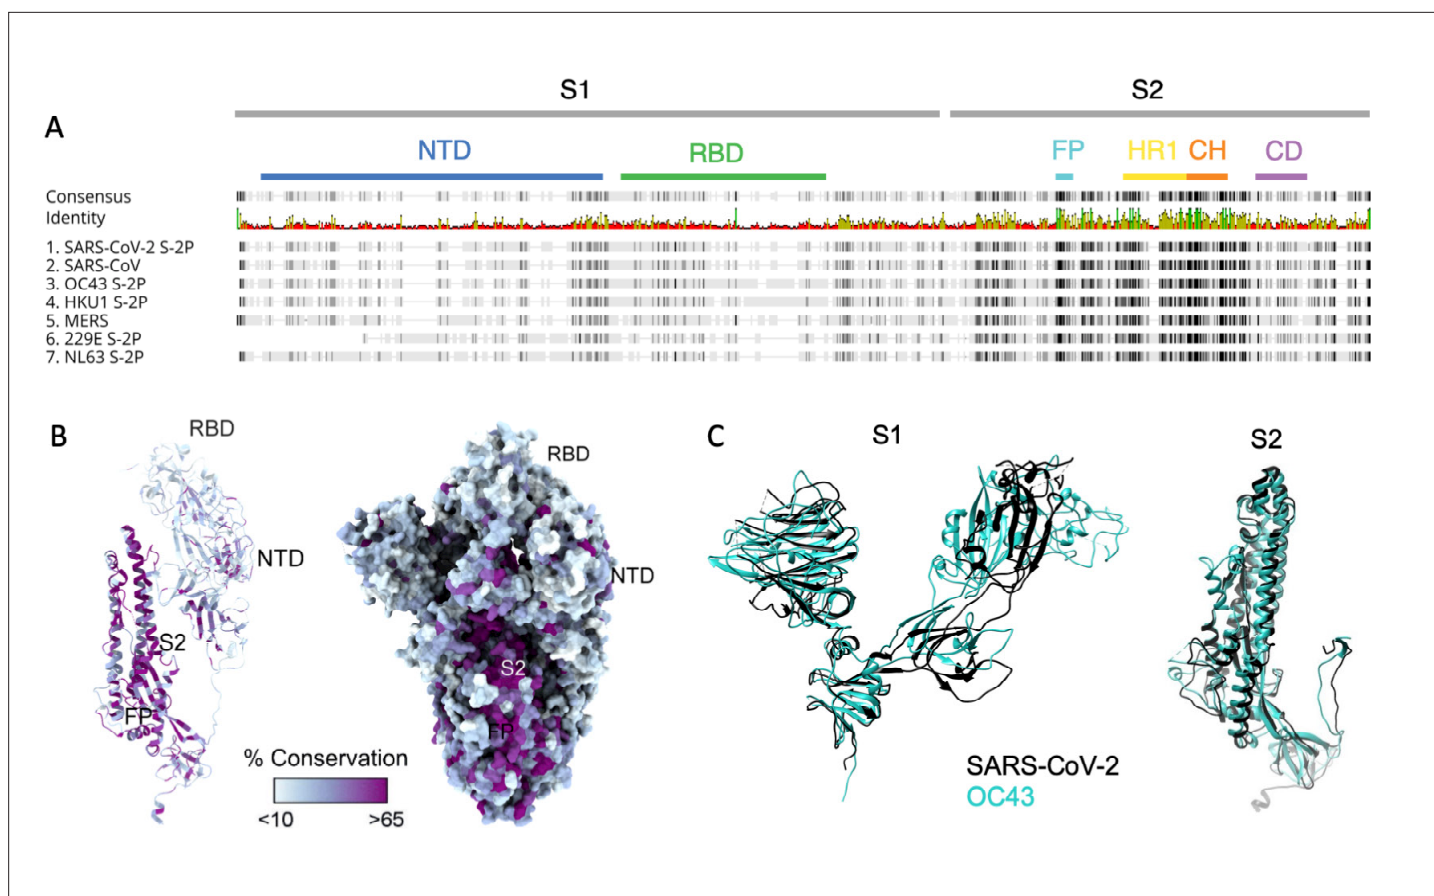 S1 S2
A
NTD RBD FP HR1 CH CD
Consensus
Identity
1. SARS-CoV-2 S-2P
2. SARS-CoV
3. OC43 S-2P
4. HKU1 S-2P
5. MERS
6. 229E S-2P
7. NL63 S-2P
B
RBD
RBD
NTD
NTD
S2
S2
FP
FP
% Conservation
<10 >65
C
S1 S2
SARS-CoV-2
OC43